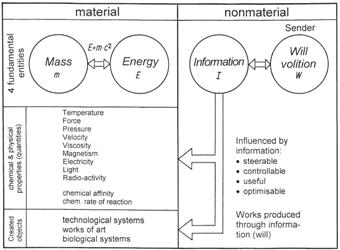 material
nonmaterial
4 fundamental
entities
Mass
m
E=m·c²
Energy
E
Information
I
Sender
Will
volition
W
chemical & physical
properties (quantities)
Temperature
Force
Pressure
Velocity
Viscosity
Magnetism
Electricity
Light
Radio-activity
chemical affinity
chem. rate of reaction
Influenced by
information:
• steerable
• controllable
• useful
• optimisable
Created
objects
technological systems
works of art
biological systems
Works produced
through informa-
tion (will)